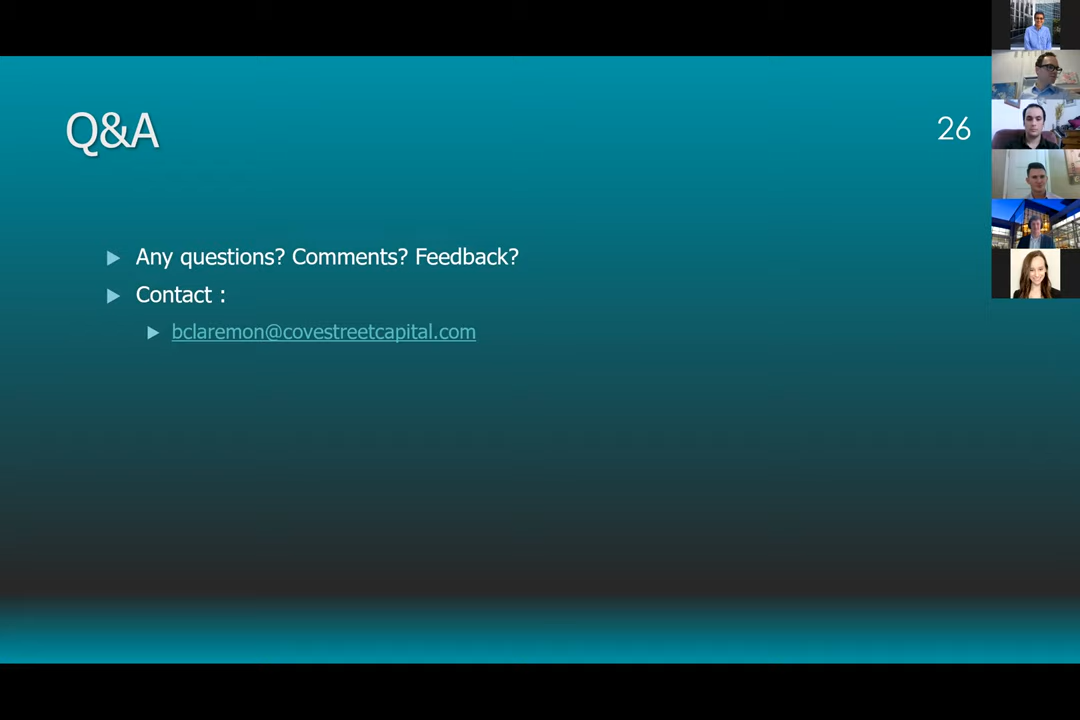 Q&A
26
Any questions? Comments? Feedback?
Contact :
bclaremon@covestreetcapital.com